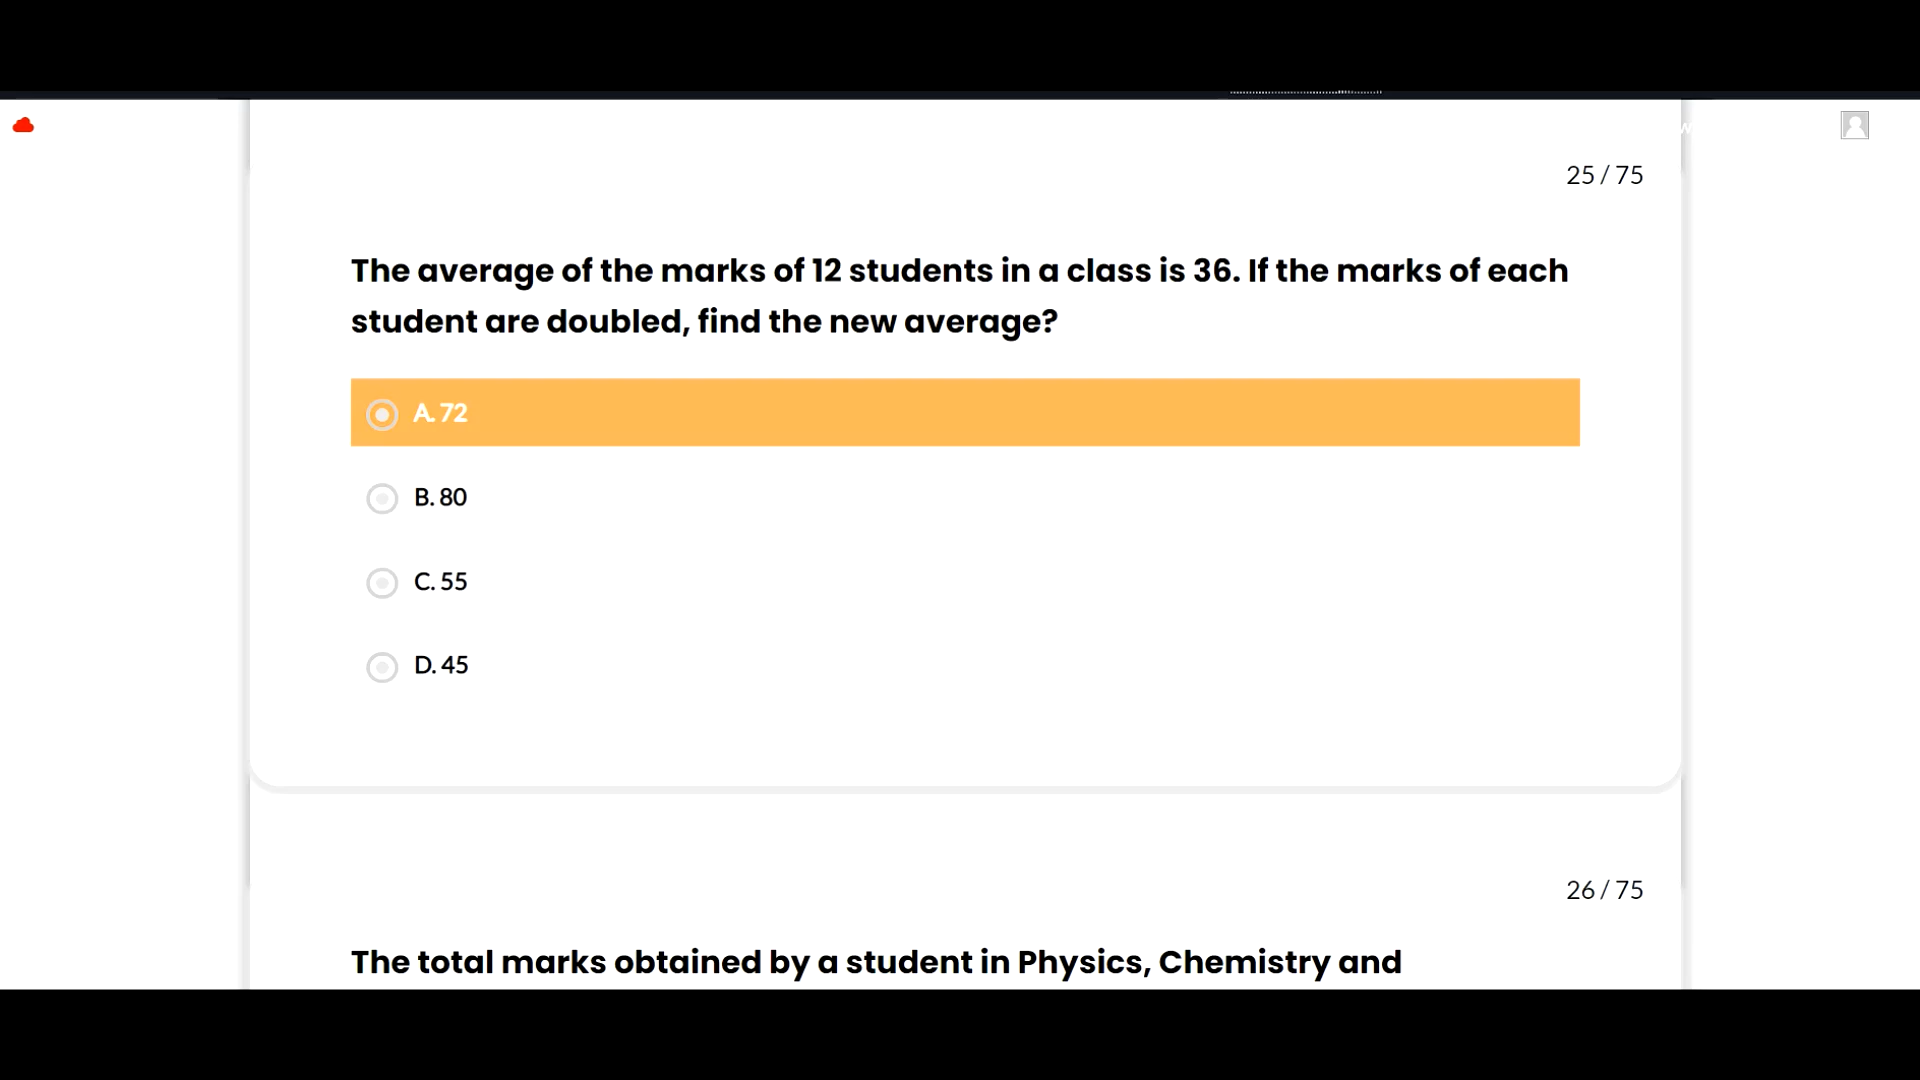 25 / 75
The average of the marks of 12 students in a class is 36. If the marks of each
student are doubled, find the new average?
A. 72
B. 80
C. 55
D. 45
26 / 75
The total marks obtained by a student in Physics, Chemistry and